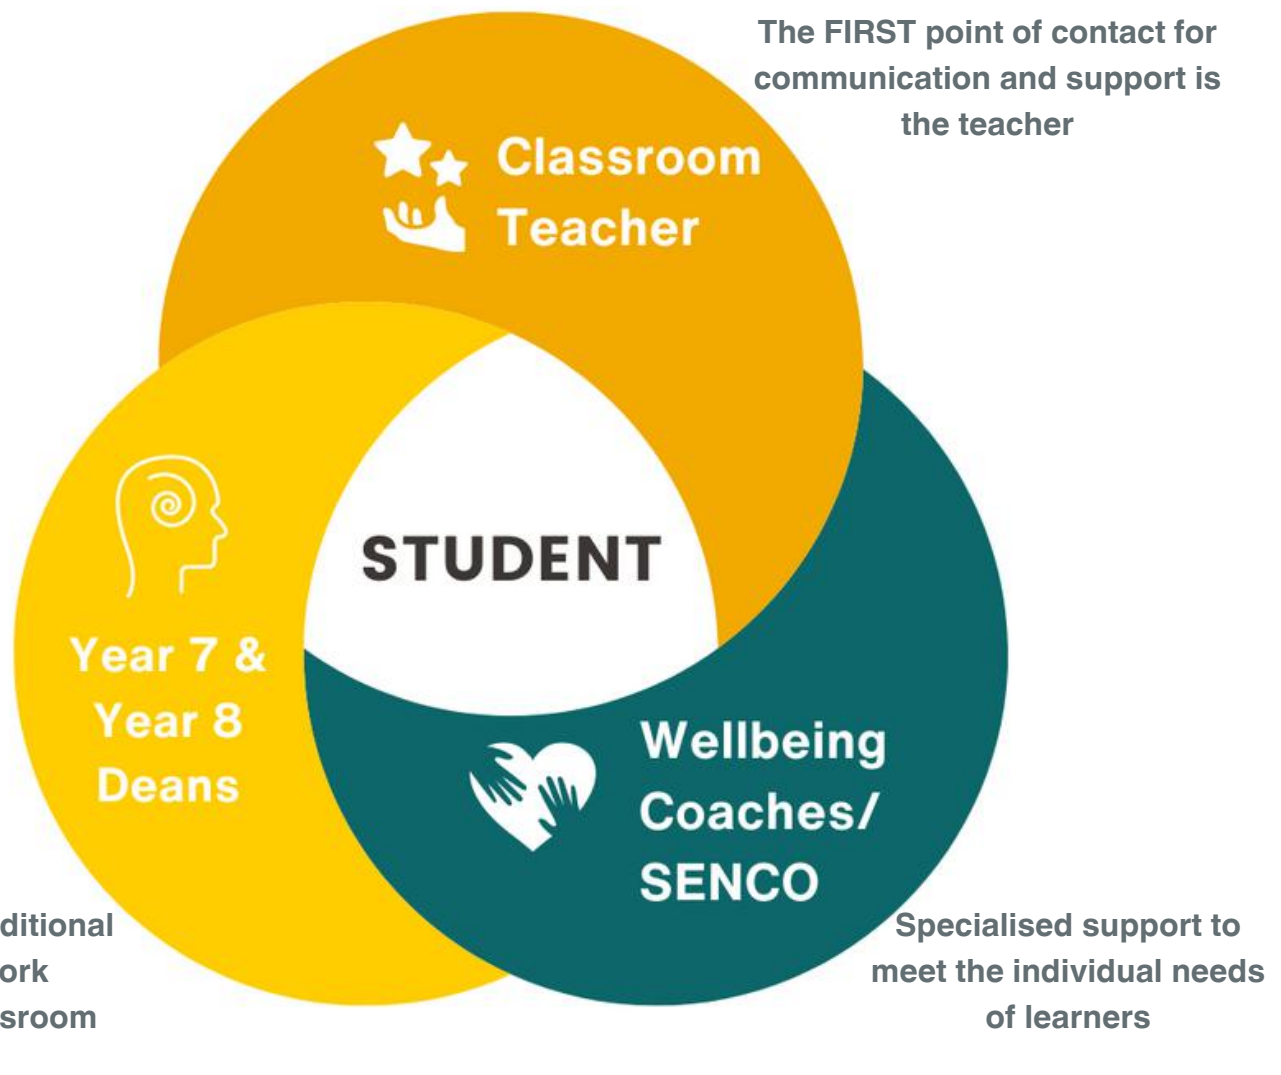 The FIRST point of contact for
communication and support is
the teacher
Classroom
Teacher
STUDENT
Year 7 &
Year 8
Deans
Wellbeing
Coaches/
SENCO
ditional
ork
sroom
Specialised support to
meet the individual needs
of learners